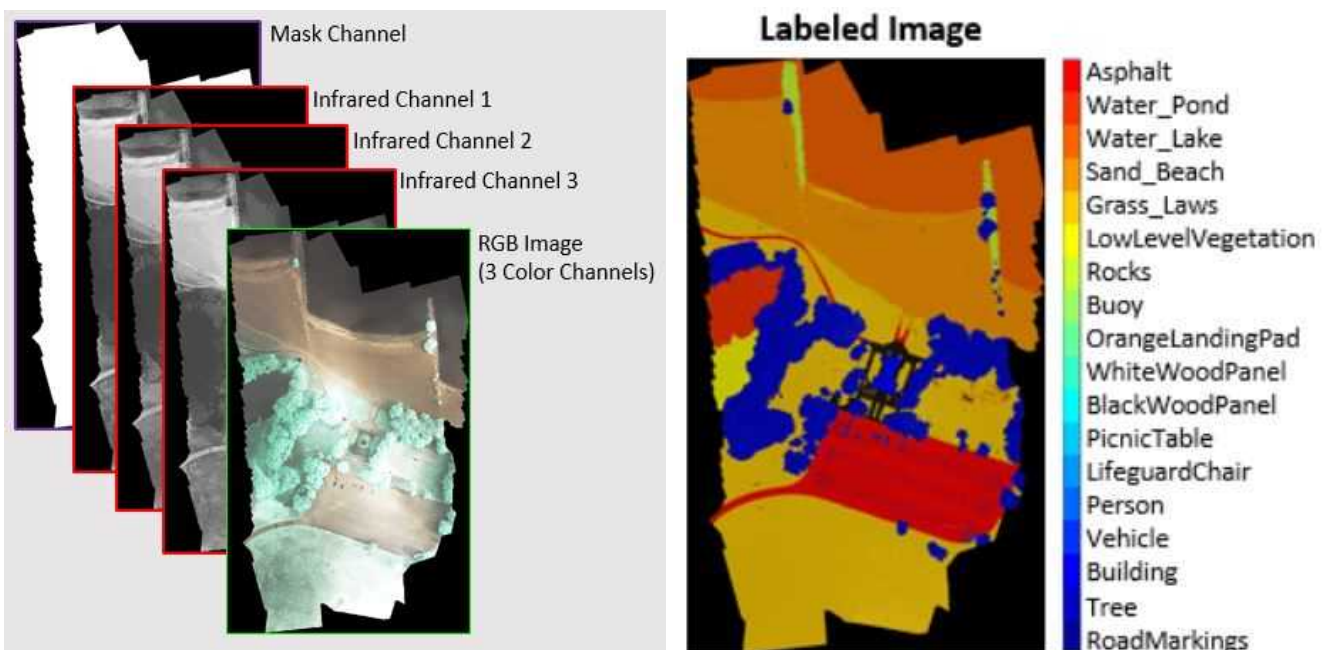 Mask Channel
Infrared Channel 1
Infrared Channel 2
Infrared Channel 3
RGB Image
(3 Color Channels)
Labeled Image
Asphalt
Water_Pond
Water_Lake
Sand_Beach
Grass_Laws
LowLevelVegetation
Rocks
Buoy
OrangeLandingPad
WhiteWoodPanel
BlackWoodPanel
PicnicTable
LifeguardChair
Person
Vehicle
Building
Tree
RoadMarkings